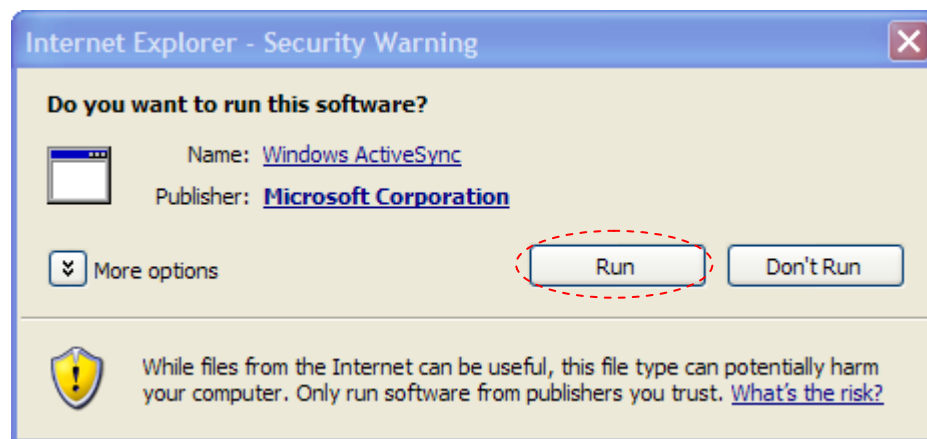 Internet Explorer - Security Warning
Do you want to run this software?
Name: Windows ActiveSync
Publisher: Microsoft Corporation
More options
Run
Don't Run
While files from the Internet can be useful, this file type can potentially harm
your computer. Only run software from publishers you trust. What's the risk?